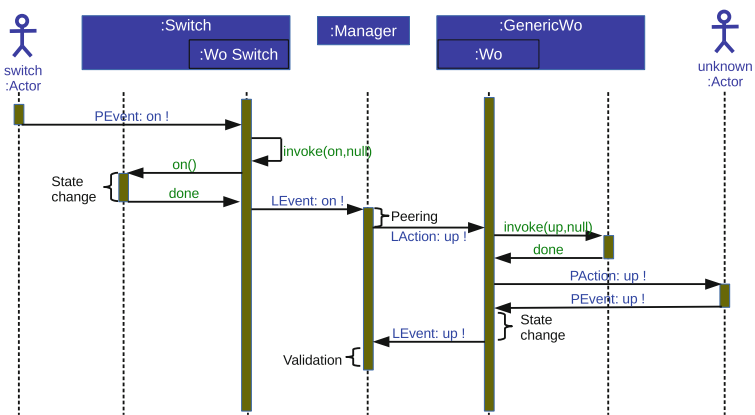 :Switch
:GenericWo
:Manager
:Wo Switch
:Wo
switch
:Actor
unknown
:Actor
PEvent: on !
invoke(on,null)
on()
State
change
done
LEvent: on !
Peering
invoke(up,null)
LAction: up !
done
PAction: up !
PEvent: up !
State
change
LEvent: up !
Validation